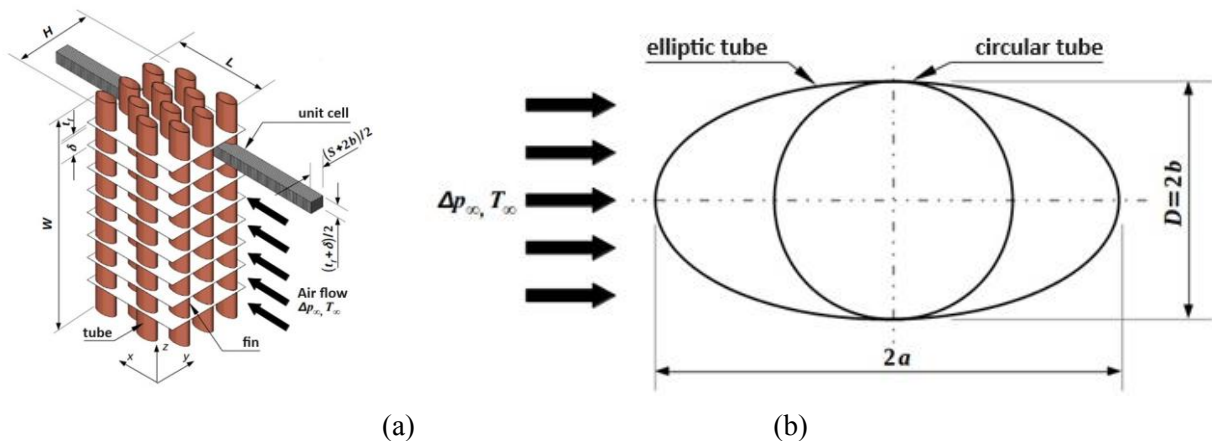 H
L
unit cell
(S+2b)/2
t_f
δ
W
(t_f+δ)/2
Air flow
Δp∞, T∞
tube
fin
z
x
y
(a)
elliptic tube
circular tube
Δp∞, T∞
D=2b
2a
(b)